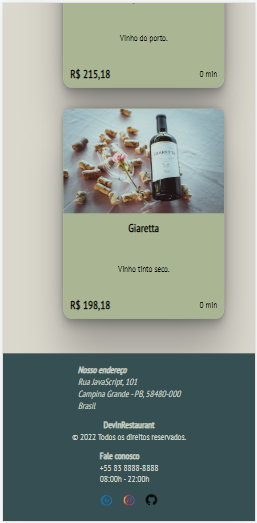 Vinho do porto.
R$ 215,18
0 min
Giaretta
Vinho tinto seco.
R$ 198,18
0 min
Nosso endereço
Rua JavaScript, 101
Campina Grande - PB, 58480-000
Brasil
DevInRestaurant
© 2022 Todos os direitos reservados.
Fale conosco
+55 83 8888-8888
08:00h - 22:00h